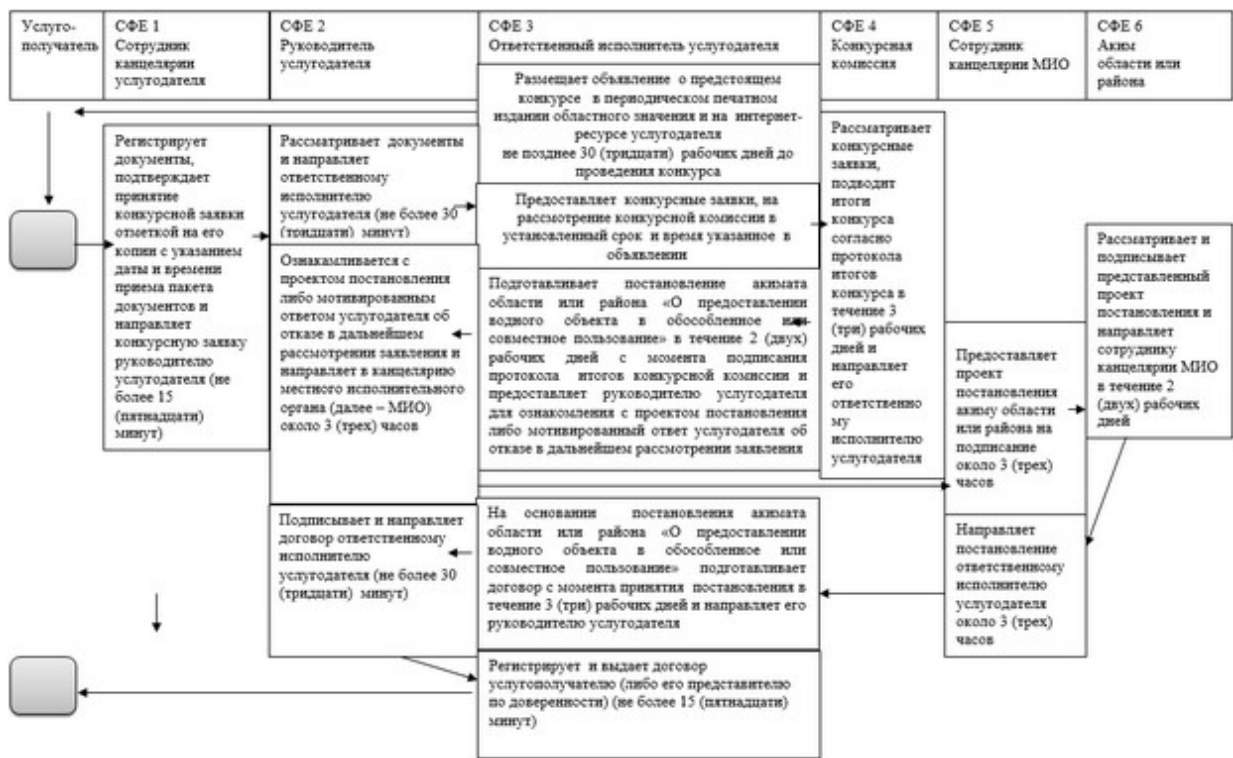 Услуго-
получатель
СФЕ 1
Сотрудник
канцелярии
услугодателя
СФЕ 2
Руководитель
услугодателя
СФЕ 3
Ответственный исполнитель услугодателя
СФЕ 4
Конкурсная
комиссия
СФЕ 5
Сотрудник
канцелярии МИО
СФЕ 6
Аким
области или
района
Размещает объявление о предстоящем
конкурсе в периодическом печатном
издании областного значения и на интернет-
ресурсе услугодателя
не позднее 30 (тридцати) рабочих дней до
проведения конкурса
Регистрирует
документы,
подтверждает
принятие
конкурсной заявки
отметкой на его
копии с указанием
даты и времени
приема пакета
документов и
направляет
конкурсную заявку
руководителю
услугодателя (не
более 15
(пятнадцати)
минут)
Рассматривает документы
и направляет
ответственному
исполнителю
услугодателя (не более 30
(тридцати) минут)
Предоставляет конкурсные заявки, на
рассмотрение конкурсной комиссии в
установленный срок и время указанное в
объявлении
Рассматривает
конкурсные
заявки,
подводит
итоги
конкурса
согласно
протокола
итогов
конкурса в
течение 3
(три) рабочих
дней и
направляет
его
ответственно
му
исполнителю
услугодателя
Ознакамливается с
проектом постановления
либо мотивированным
ответом услугодателя об
отказе в дальнейшем
рассмотрении заявления и
направляет в канцелярию
местного исполнительного
органа (далее – МИО)
около 3 (трех) часов
Подготавливает постановление акимата
области или района «О предоставлении
водного объекта в обособленное или
совместное пользование» в течение 2 (двух)
рабочих дней с момента подписания
протокола итогов конкурсной комиссии и
предоставляет руководителю услугодателя
для ознакомления с проектом постановления
либо мотивированный ответ услугодателя об
отказе в дальнейшем рассмотрении заявления
Предоставляет
проект
постановления
акиму области
или района на
подписание
около 3 (трех)
часов
Рассматривает и
подписывает
представленный
проект
постановления и
направляет
сотруднику
канцелярии МИО
в течение 2
(двух) рабочих
дней
Подписывает и направляет
договор ответственному
исполнителю
услугодателя (не более 30
(тридцати) минут)
На основании постановления акимата
области или района «О предоставлении
водного объекта в обособленное или
совместное пользование» подготавливает
договор с момента принятия постановления в
течение 3 (три) рабочих дней и направляет его
руководителю услугодателя
Направляет
постановление
ответственному
исполнителю
услугодателя
около 3 (трех)
часов
Регистрирует и выдает договор
услугополучателю (либо его представителю
по доверенности) (не более 15 (пятнадцати)
минут)